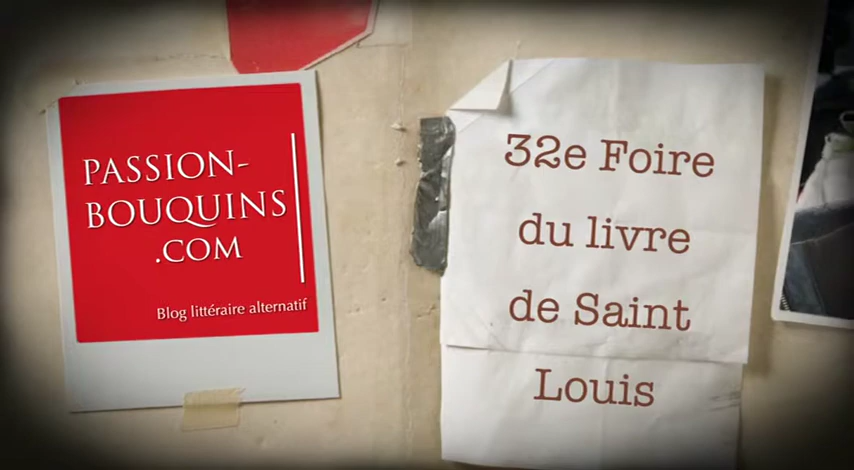 PASSION-
BOUQUINS
.COM
Blog littéraire alternatif
32e Foire
du livre
de Saint
Louis